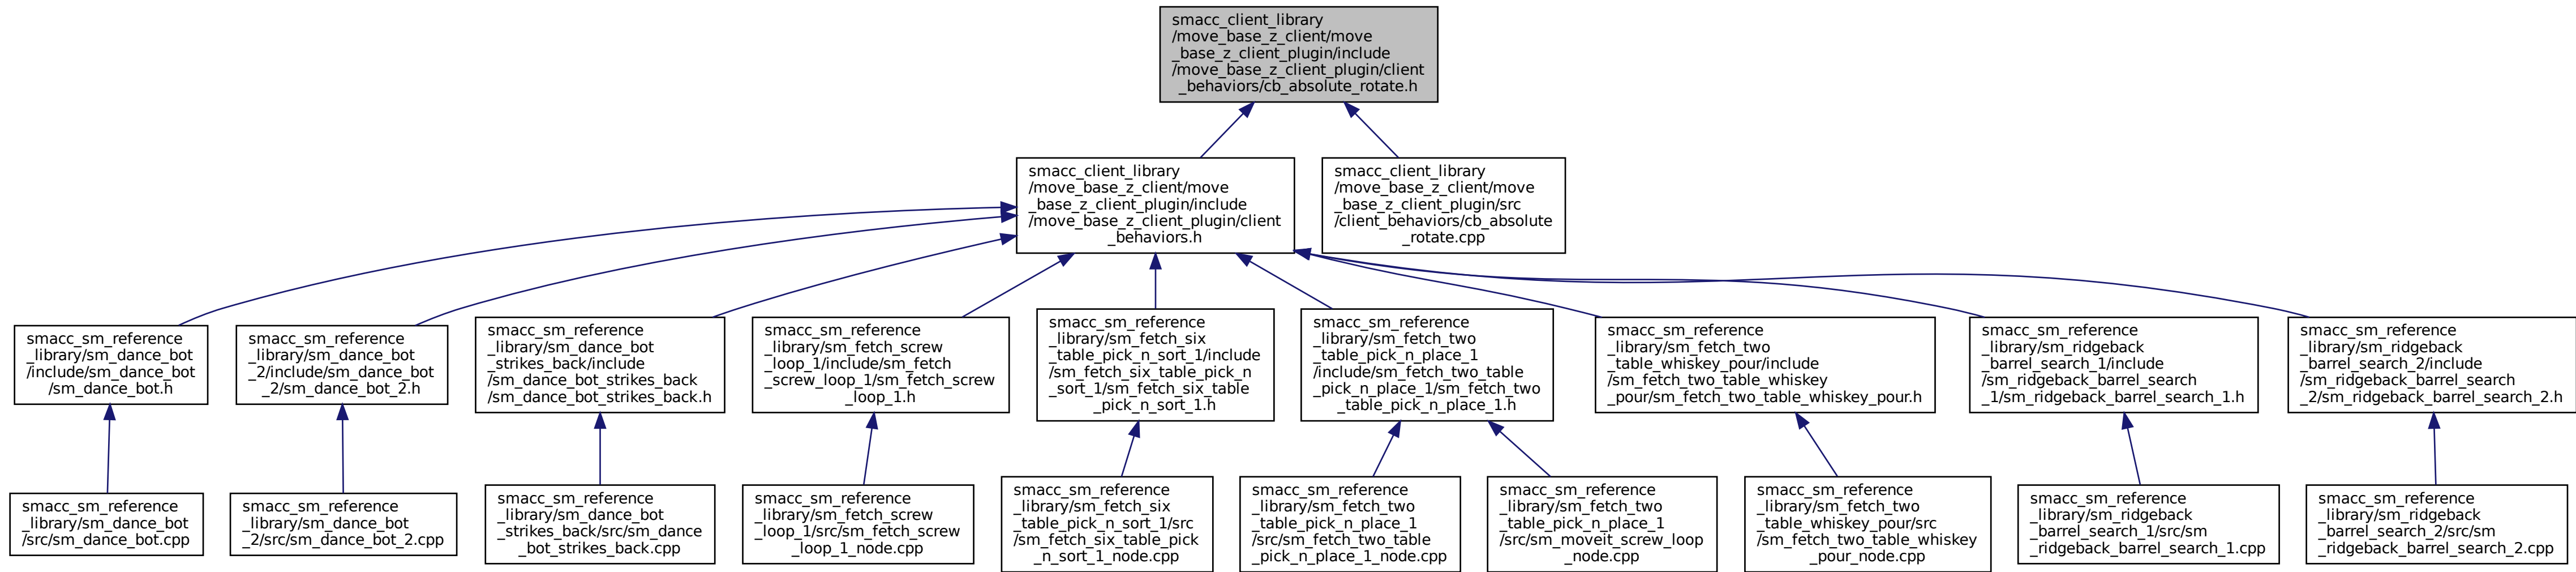 smacc_client_library
/move_base_z_client/move
_base_z_client_plugin/include
/move_base_z_client_plugin/client
_behaviors/cb_absolute_rotate.h
smacc_client_library
/move_base_z_client/move
_base_z_client_plugin/include
/move_base_z_client_plugin/client
_behaviors.h
smacc_client_library
/move_base_z_client/move
_base_z_client_plugin/src
/client_behaviors/cb_absolute
_rotate.cpp
smacc_sm_reference
_library/sm_dance_bot
/include/sm_dance_bot
/sm_dance_bot.h
smacc_sm_reference
_library/sm_dance_bot
_2/include/sm_dance_bot
_2/sm_dance_bot_2.h
smacc_sm_reference
_library/sm_dance_bot
_strikes_back/include
/sm_dance_bot_strikes_back
/sm_dance_bot_strikes_back.h
smacc_sm_reference
_library/sm_fetch_screw
_loop_1/include/sm_fetch
_screw_loop_1/sm_fetch_screw
_loop_1.h
smacc_sm_reference
_library/sm_fetch_six
_table_pick_n_sort_1/include
/sm_fetch_six_table_pick_n
_sort_1/sm_fetch_six_table
_pick_n_sort_1.h
smacc_sm_reference
_library/sm_fetch_two
_table_pick_n_place_1
/include/sm_fetch_two_table
_pick_n_place_1/sm_fetch_two
_table_pick_n_place_1.h
smacc_sm_reference
_library/sm_fetch_two
_table_whiskey_pour/include
/sm_fetch_two_table_whiskey
_pour/sm_fetch_two_table_whiskey_pour.h
smacc_sm_reference
_library/sm_ridgeback
_barrel_search_1/include
/sm_ridgeback_barrel_search
_1/sm_ridgeback_barrel_search_1.h
smacc_sm_reference
_library/sm_ridgeback
_barrel_search_2/include
/sm_ridgeback_barrel_search
_2/sm_ridgeback_barrel_search_2.h
smacc_sm_reference
_library/sm_dance_bot
/src/sm_dance_bot.cpp
smacc_sm_reference
_library/sm_dance_bot
_2/src/sm_dance_bot_2.cpp
smacc_sm_reference
_library/sm_dance_bot
_strikes_back/src/sm_dance
_bot_strikes_back.cpp
smacc_sm_reference
_library/sm_fetch_screw
_loop_1/src/sm_fetch_screw
_loop_1_node.cpp
smacc_sm_reference
_library/sm_fetch_six
_table_pick_n_sort_1/src
/sm_fetch_six_table_pick
_n_sort_1_node.cpp
smacc_sm_reference
_library/sm_fetch_two
_table_pick_n_place_1
/src/sm_fetch_two_table
_pick_n_place_1_node.cpp
smacc_sm_reference
_library/sm_fetch_two
_table_pick_n_place_1
/src/sm_moveit_screw_loop
_node.cpp
smacc_sm_reference
_library/sm_fetch_two
_table_whiskey_pour/src
/sm_fetch_two_table_whiskey
_pour_node.cpp
smacc_sm_reference
_library/sm_ridgeback
_barrel_search_1/src/sm
_ridgeback_barrel_search_1.cpp
smacc_sm_reference
_library/sm_ridgeback
_barrel_search_2/src/sm
_ridgeback_barrel_search_2.cpp